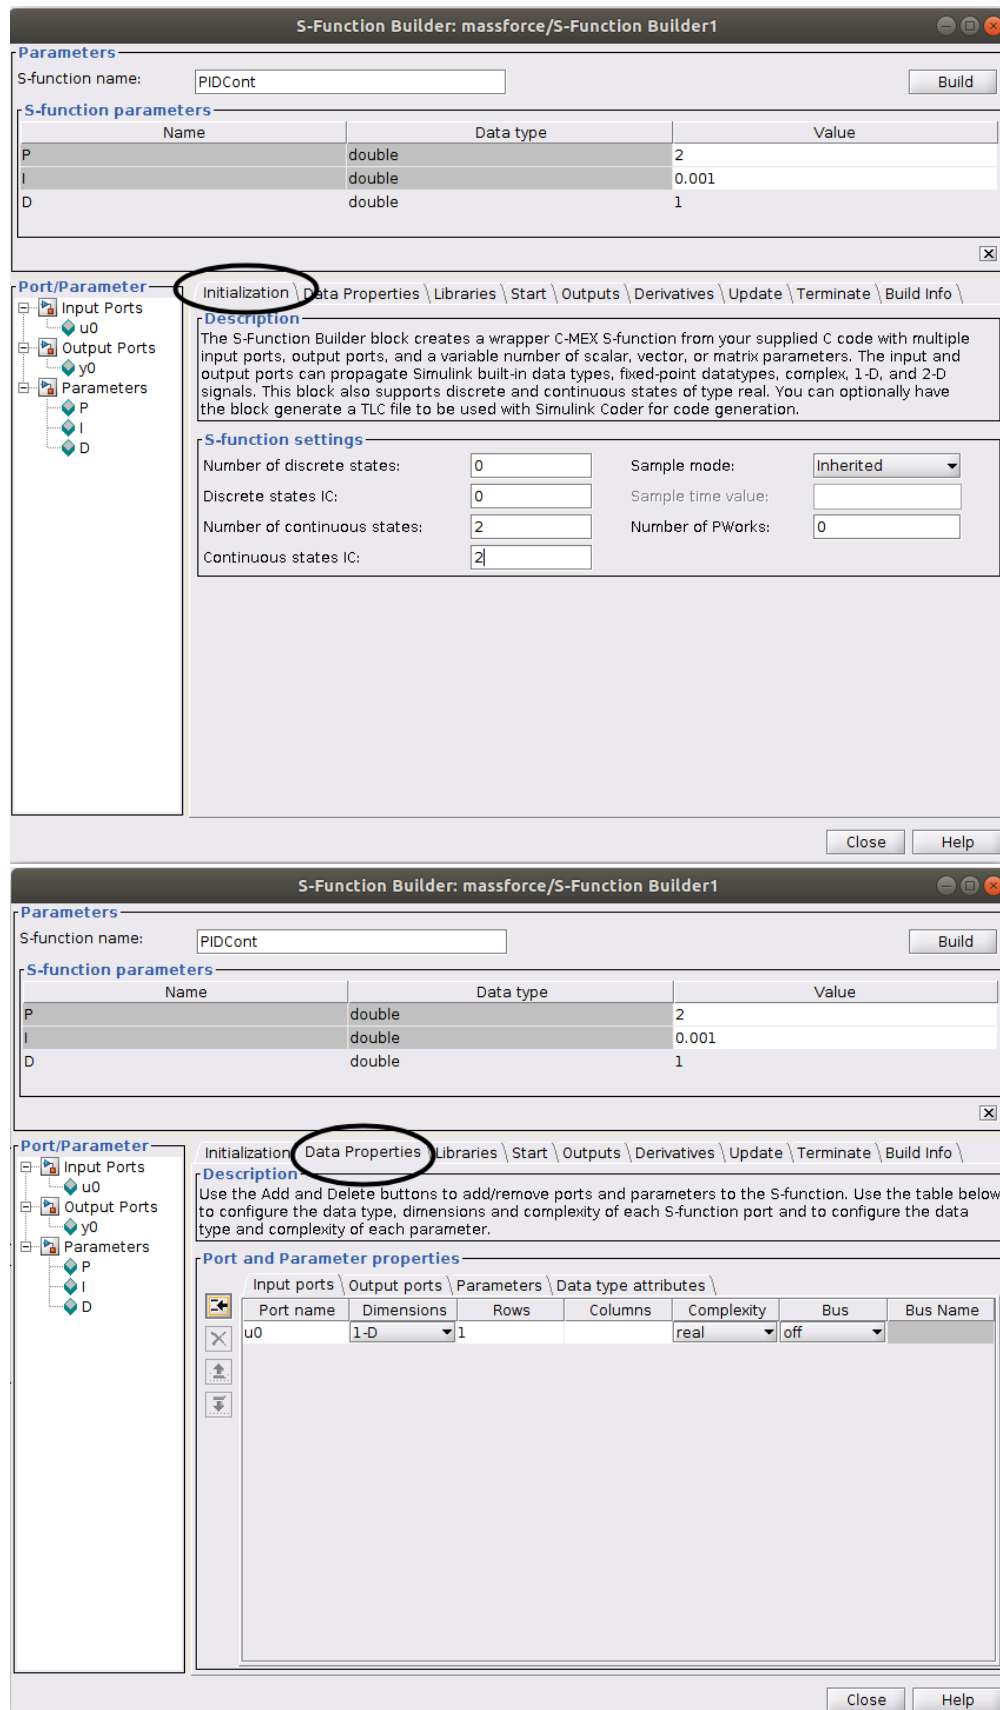 S-Function Builder: massforce/S-Function Builder1
Parameters
S-function name: PIDCont Build
S-function parameters
Name Data type Value
P double 2
I double 0.001
D double 1
Port/Parameter
Input Ports
u0
Output Ports
y0
Parameters
P
I
D
Initialization Data Properties Libraries Start Outputs Derivatives Update Terminate Build Info
Description
The S-Function Builder block creates a wrapper C-MEX S-function from your supplied C code with multiple
input ports, output ports, and a variable number of scalar, vector, or matrix parameters. The input and
output ports can propagate Simulink built-in data types, fixed-point datatypes, complex, 1-D, and 2-D
signals. This block also supports discrete and continuous states of type real. You can optionally have
the block generate a TLC file to be used with Simulink Coder for code generation.
S-function settings
Number of discrete states: 0 Sample mode: Inherited
Discrete states IC: 0 Sample time value:
Number of continuous states: 2 Number of PWorks: 0
Continuous states IC: 2
Close Help
S-Function Builder: massforce/S-Function Builder1
Parameters
S-function name: PIDCont Build
S-function parameters
Name Data type Value
P double 2
I double 0.001
D double 1
Port/Parameter
Input Ports
u0
Output Ports
y0
Parameters
P
I
D
Initialization Data Properties Libraries Start Outputs Derivatives Update Terminate Build Info
Description
Use the Add and Delete buttons to add/remove ports and parameters to the S-function. Use the table below
to configure the data type, dimensions and complexity of each S-function port and to configure the data
type and complexity of each parameter.
Port and Parameter properties
Input ports Output ports Parameters Data type attributes
Port name Dimensions Rows Columns Complexity Bus Bus Name
u0 1-D 1 real off
Close Help